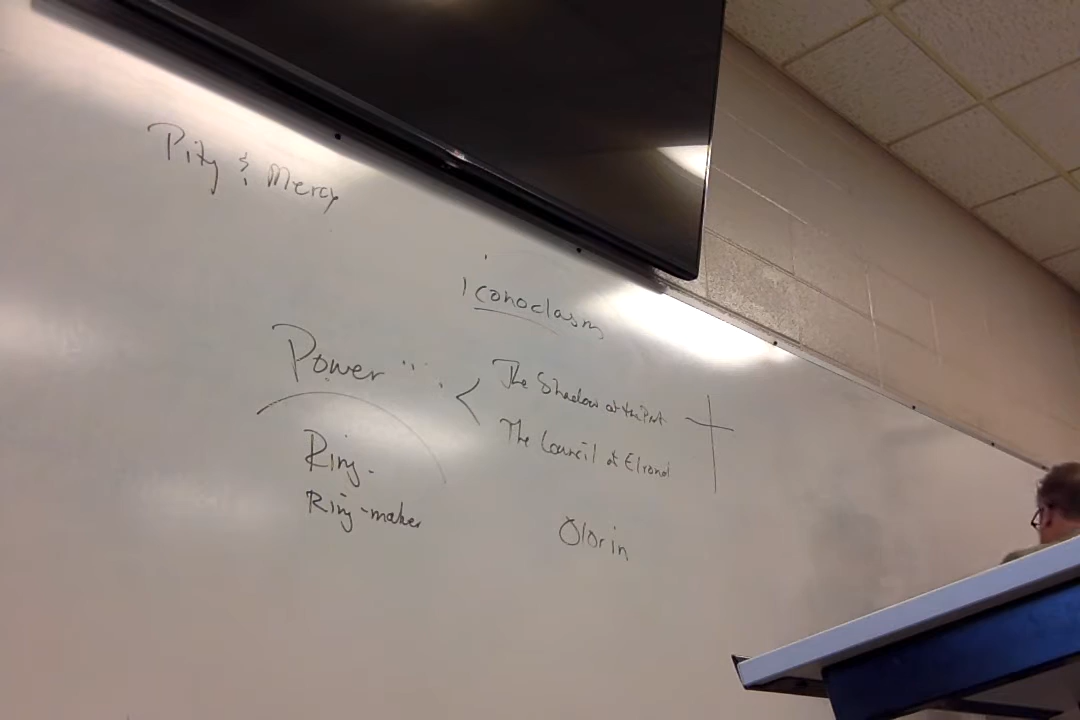 Pity & Mercy
iconoclasm
Power ...
The Shadow of the Past
The Council of Elrond
Ring -
Ring-maker
Olorin